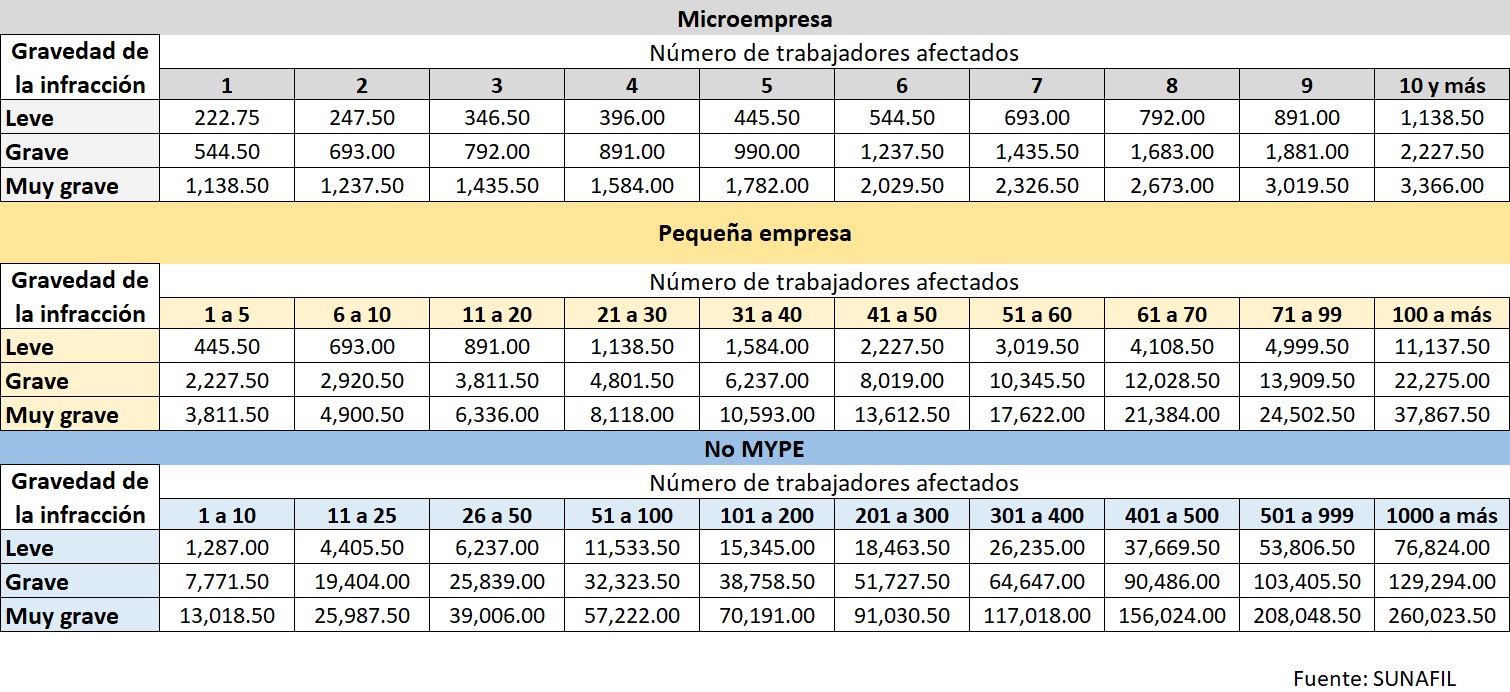 Microempresa
Gravedad de la infracción Número de trabajadores afectados
1 2 3 4 5 6 7 8 9 10 y más
Leve 222.75 247.50 346.50 396.00 445.50 544.50 693.00 792.00 891.00 1,138.50
Grave 544.50 693.00 792.00 891.00 990.00 1,237.50 1,435.50 1,683.00 1,881.00 2,227.50
Muy grave 1,138.50 1,237.50 1,435.50 1,584.00 1,782.00 2,029.50 2,326.50 2,673.00 3,019.50 3,366.00
Pequeña empresa
Gravedad de la infracción Número de trabajadores afectados
1 a 5 6 a 10 11 a 20 21 a 30 31 a 40 41 a 50 51 a 60 61 a 70 71 a 99 100 a más
Leve 445.50 693.00 891.00 1,138.50 1,584.00 2,227.50 3,019.50 4,108.50 4,999.50 11,137.50
Grave 2,227.50 2,920.50 3,811.50 4,801.50 6,237.00 8,019.00 10,345.50 12,028.50 13,909.50 22,275.00
Muy grave 3,811.50 4,900.50 6,336.00 8,118.00 10,593.00 13,612.50 17,622.00 21,384.00 24,502.50 37,867.50
No MYPE
Gravedad de la infracción Número de trabajadores afectados
1 a 10 11 a 25 26 a 50 51 a 100 101 a 200 201 a 300 301 a 400 401 a 500 501 a 999 1000 a más
Leve 1,287.00 4,405.50 6,237.00 11,533.50 15,345.00 18,463.50 26,235.00 37,669.50 53,806.50 76,824.00
Grave 7,771.50 19,404.00 25,839.00 32,323.50 38,758.50 51,727.50 64,647.00 90,486.00 103,405.50 129,294.00
Muy grave 13,018.50 25,987.50 39,006.00 57,222.00 70,191.00 91,030.50 117,018.00 156,024.00 208,048.50 260,023.50
Fuente: SUNAFIL